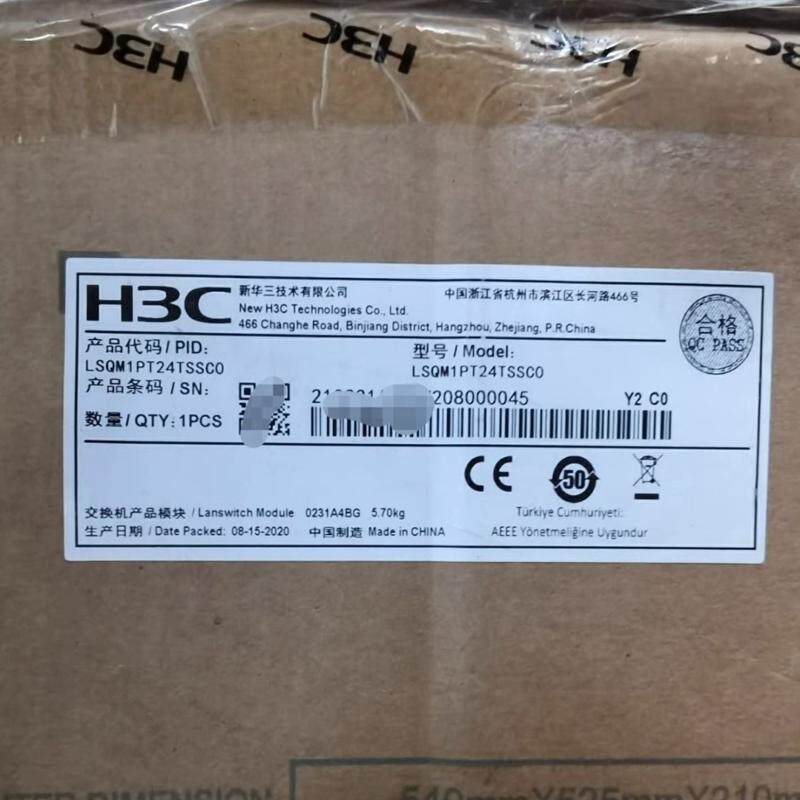 H3C H3C H3C
H3C 新华三技术有限公司 中国浙江省杭州市滨江区长河路466号
New H3C Technologies Co., Ltd.
466 Changhe Road, Binjiang District, Hangzhou, Zhejiang, P.R.China
合格
QC PASS
产品代码 / PID: 型号 / Model:
LSQM1PT24TSSC0 LSQM1PT24TSSC0
产品条码 / SN: 208000045 Y2 C0
数量 / QTY: 1PCS
CE 50
交换机产品模块 / Lanswitch Module 0231A4BG 5.70kg Türkiye Cumhuriyeti:
生产日期 / Date Packed: 08-15-2020 中国制造 Made in CHINA AEEE Yönetmeliğine Uygundur
DIMENSION 540mmX525mmX210m